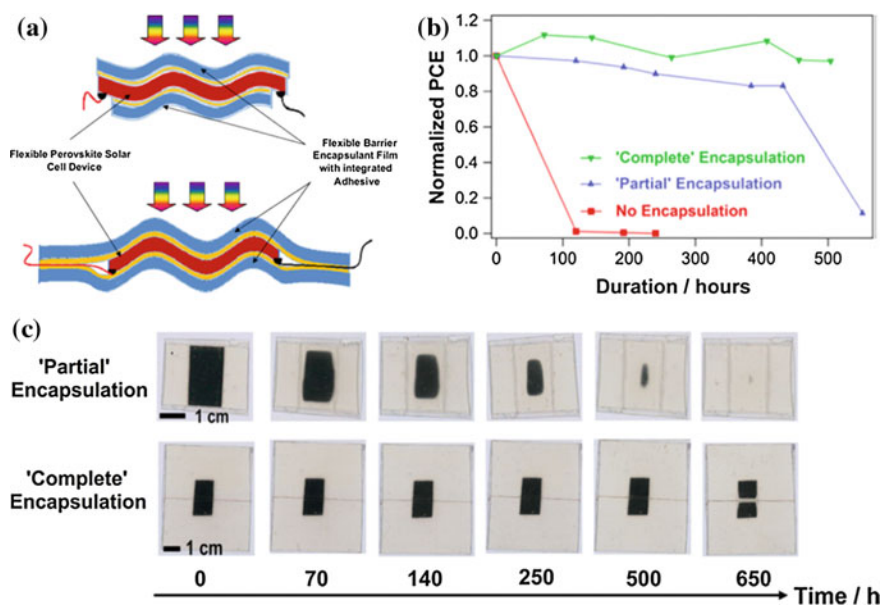 (a)
Flexible Perovskite Solar
Cell Device
Flexible Barrier
Encapsulant Film
with integrated
Adhesive
(b)
Normalized PCE
1.2
1.0
0.8
0.6
0.4
0.2
0.0
'Complete' Encapsulation
'Partial' Encapsulation
No Encapsulation
0 100 200 300 400 500
Duration / hours
(c)
'Partial'
Encapsulation
1 cm
'Complete'
Encapsulation
1 cm
0 70 140 250 500 650
Time / h